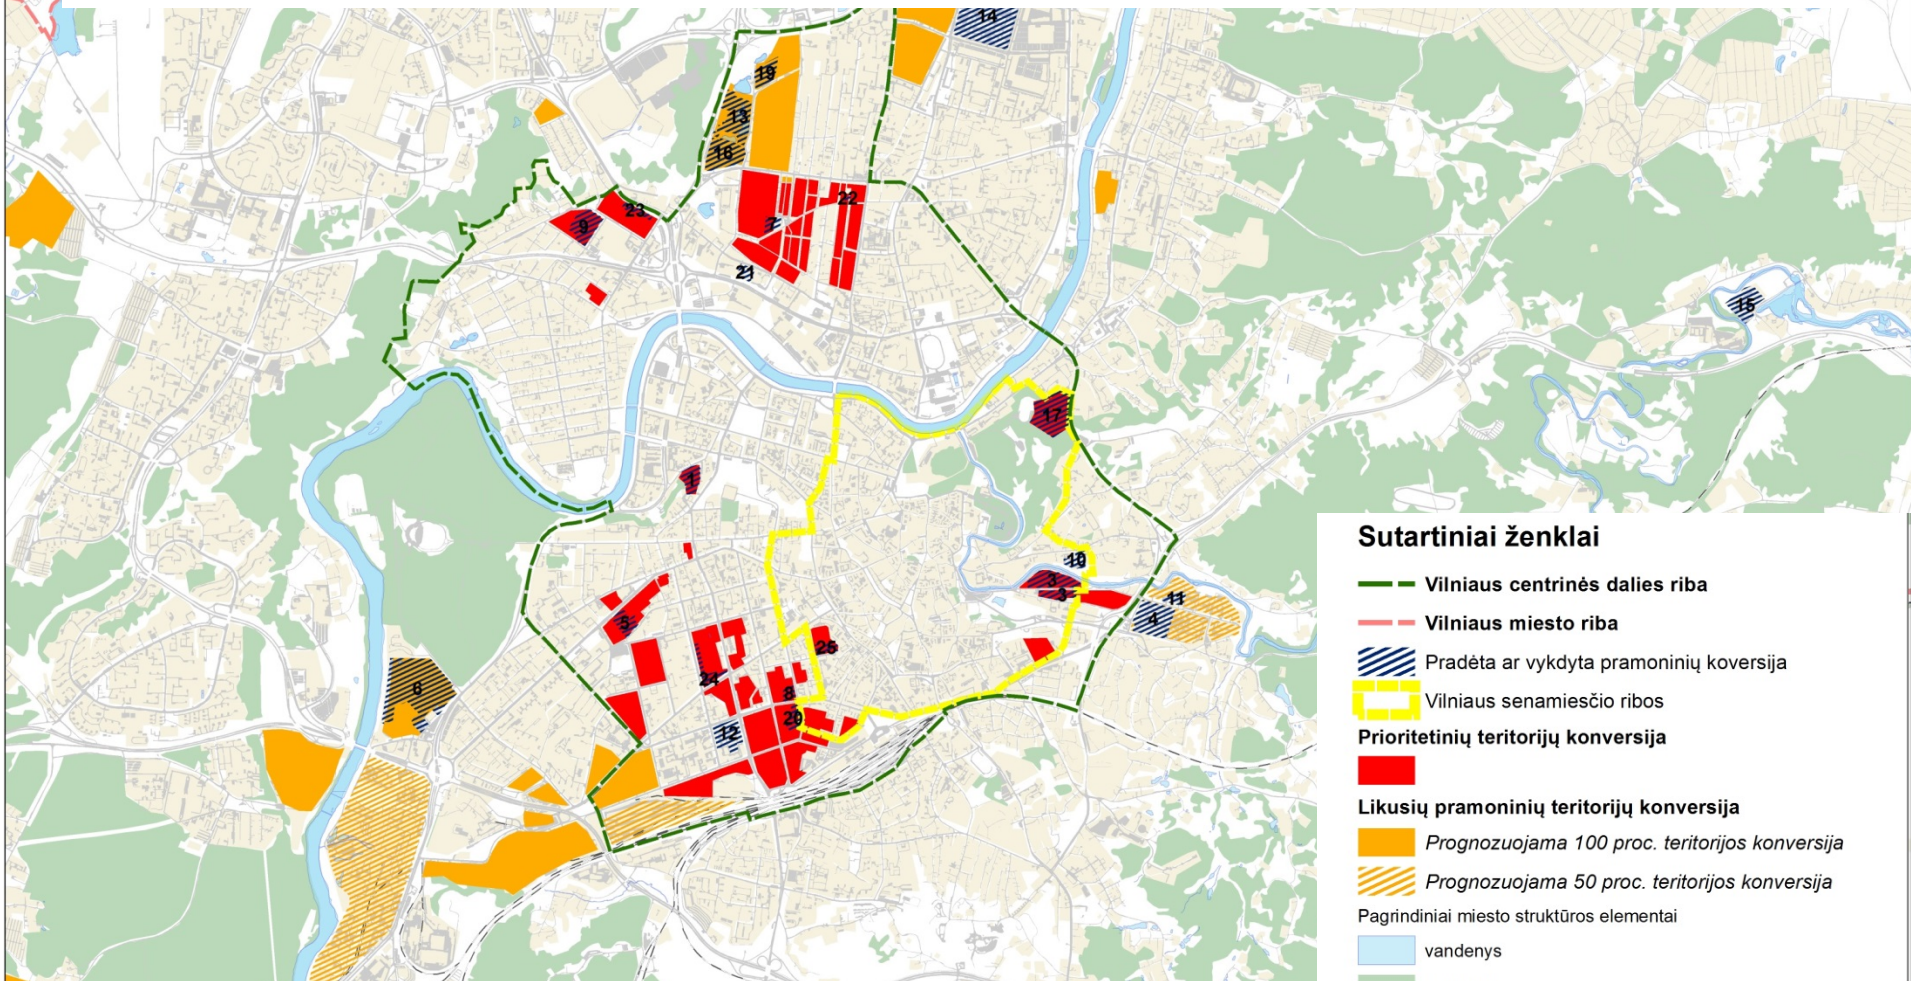 14
19
13
16
22
23
9
7
21
15
17
1
10
3
3
11
4
5
26
24
8
6
20
12
Sutartiniai ženklai
Vilniaus centrinės dalies riba
Vilniaus miesto riba
Pradėta ar vykdyta pramoninių koversija
Vilniaus senamiesčio ribos
Prioritetinių teritorijų konversija
Likusių pramoninių teritorijų konversija
Prognozuojama 100 proc. teritorijos konversija
Prognozuojama 50 proc. teritorijos konversija
Pagrindiniai miesto struktūros elementai
vandenys